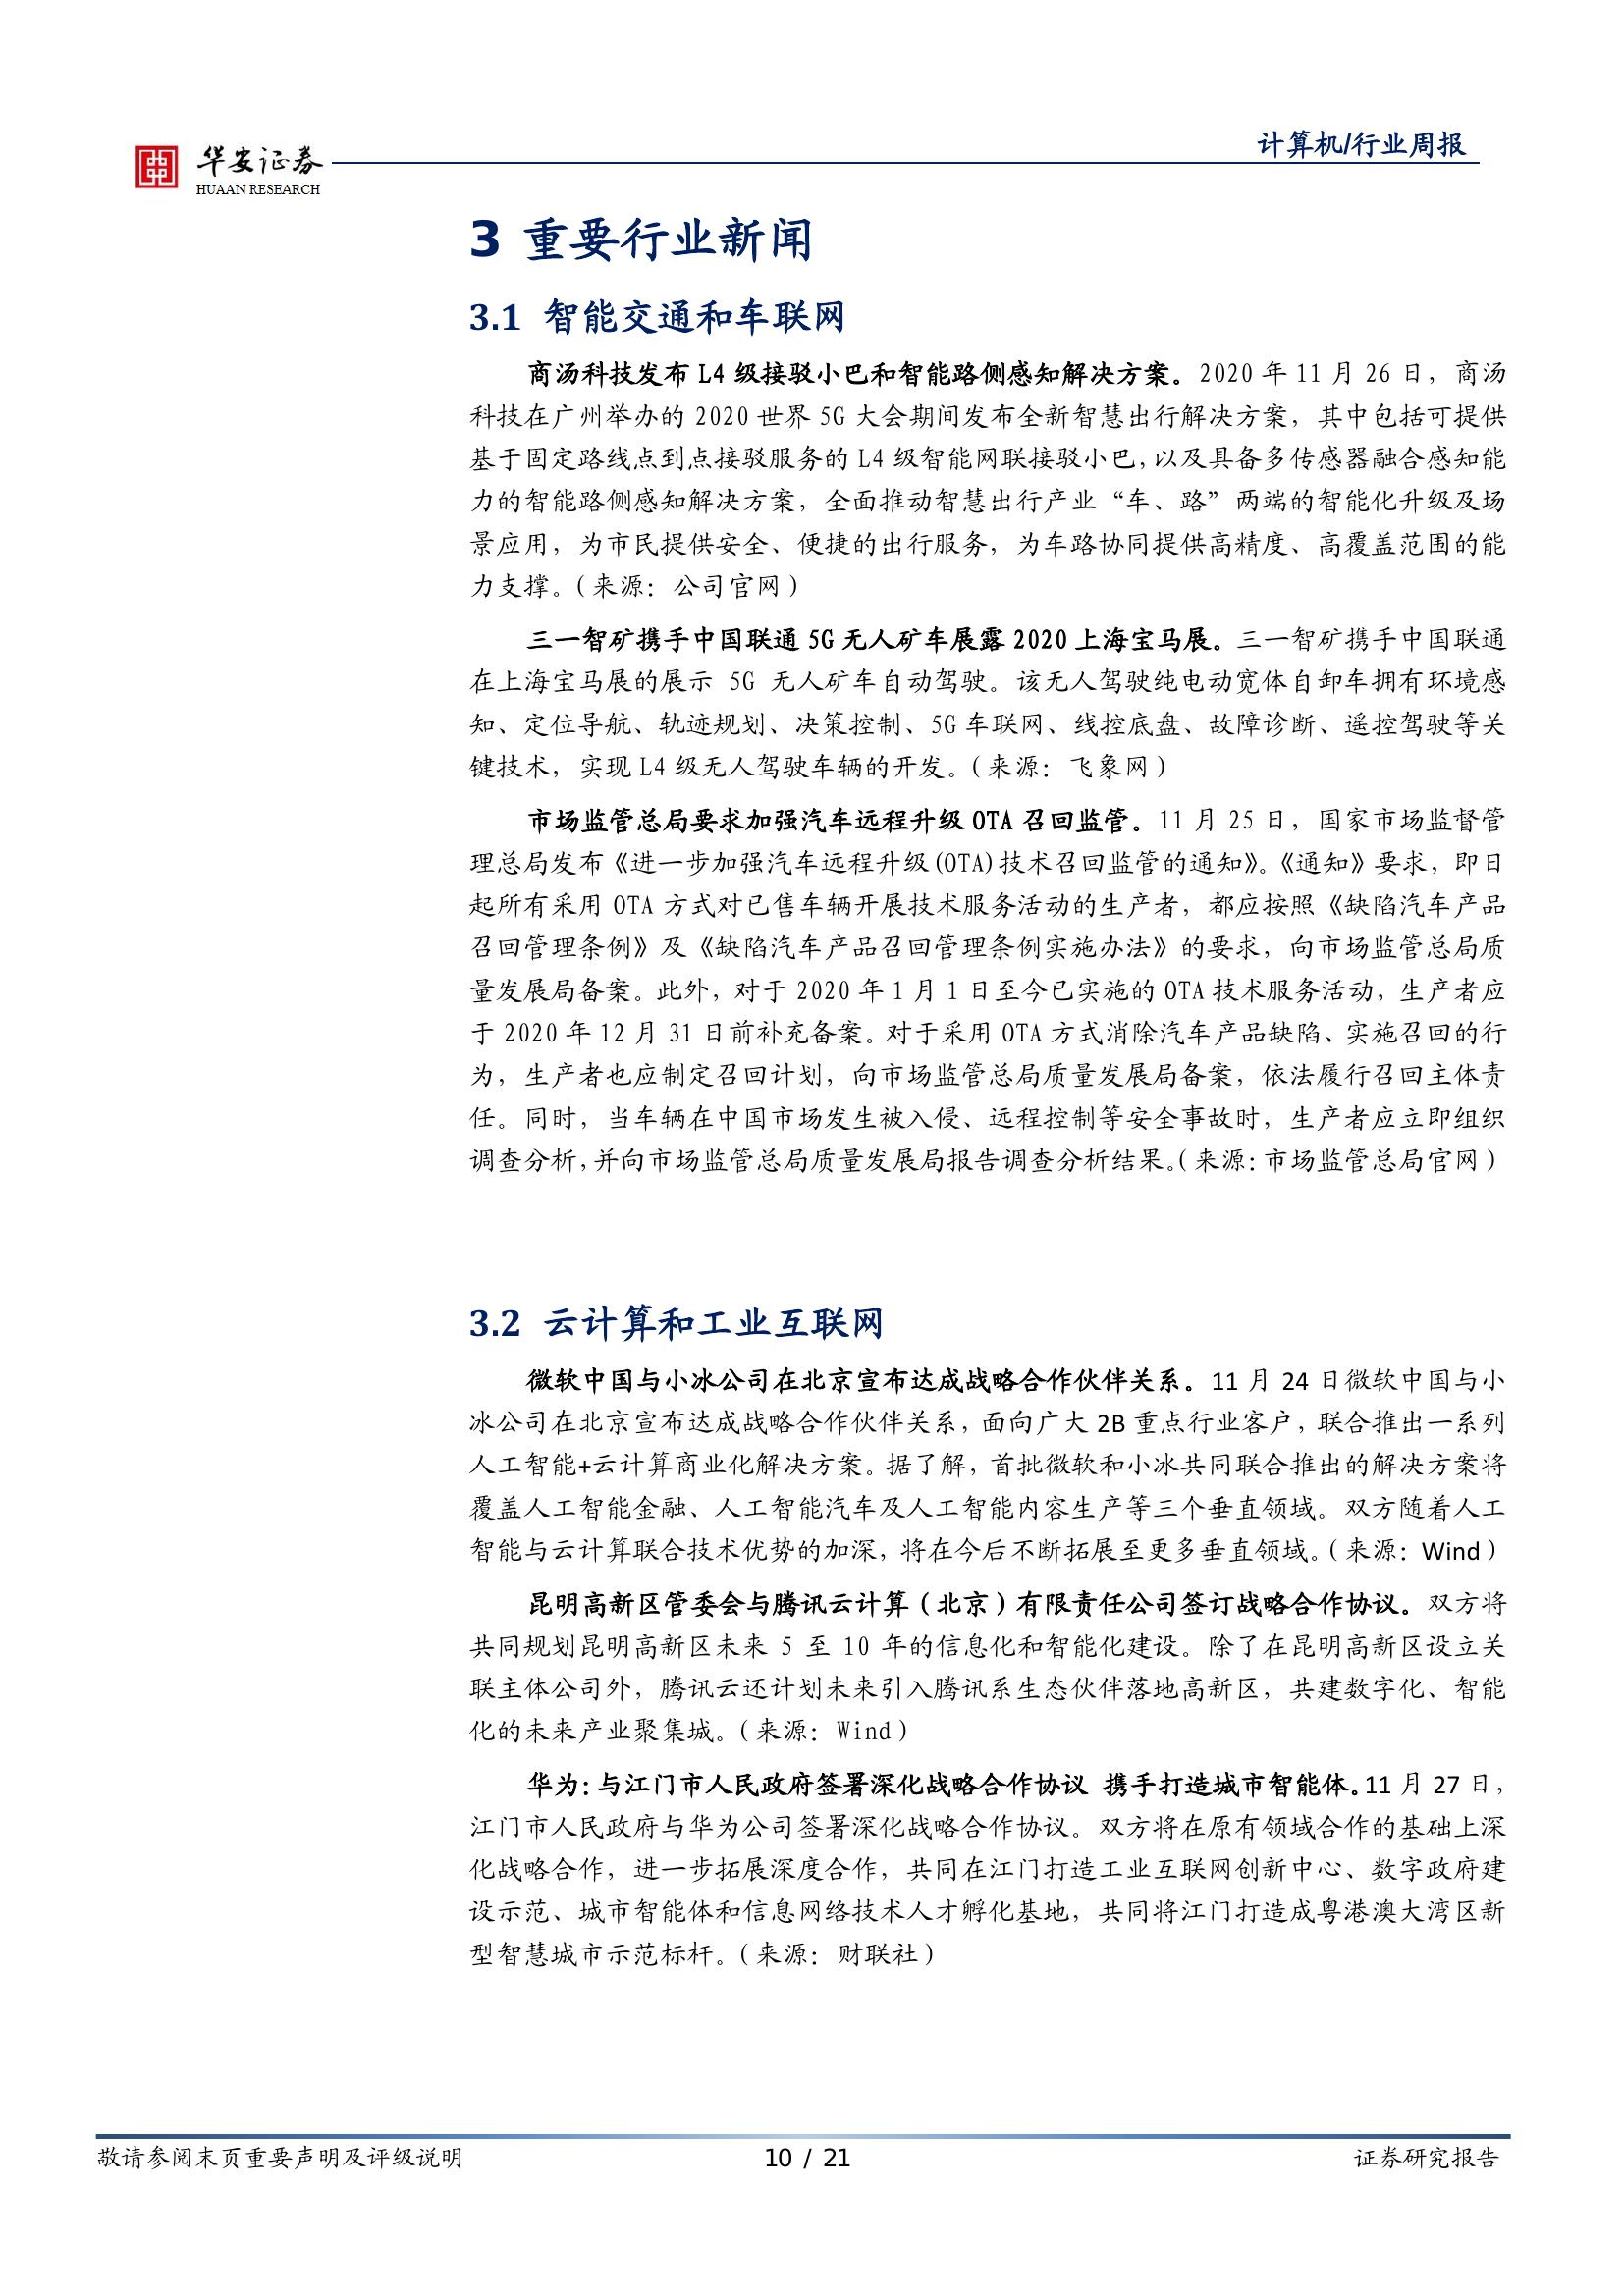 华安证券
HUAAN RESEARCH
计算机/行业周报
3 重要行业新闻
3.1 智能交通和车联网
商汤科技发布 L4 级接驳小巴和智能路侧感知解决方案。2020 年 11 月 26 日，商汤
科技在广州举办的 2020 世界 5G 大会期间发布全新智慧出行解决方案，其中包括可提供
基于固定路线点到点接驳服务的 L4 级智能网联接驳小巴，以及具备多传感器融合感知能
力的智能路侧感知解决方案，全面推动智慧出行产业“车、路”两端的智能化升级及场
景应用，为市民提供安全、便捷的出行服务，为车路协同提供高精度、高覆盖范围的能
力支撑。（来源：公司官网）
三一智矿携手中国联通 5G 无人矿车展露 2020 上海宝马展。三一智矿携手中国联通
在上海宝马展的展示 5G 无人矿车自动驾驶。该无人驾驶纯电动宽体自卸车拥有环境感
知、定位导航、轨迹规划、决策控制、5G 车联网、线控底盘、故障诊断、遥控驾驶等关
键技术，实现 L4 级无人驾驶车辆的开发。（来源：飞象网）
市场监管总局要求加强汽车远程升级 OTA 召回监管。11 月 25 日，国家市场监督管
理总局发布《进一步加强汽车远程升级(OTA)技术召回监管的通知》。《通知》要求，即日
起所有采用 OTA 方式对已售车辆开展技术服务活动的生产者，都应按照《缺陷汽车产品
召回管理条例》及《缺陷汽车产品召回管理条例实施办法》的要求，向市场监管总局质
量发展局备案。此外，对于 2020 年 1 月 1 日至今已实施的 OTA 技术服务活动，生产者应
于 2020 年 12 月 31 日前补充备案。对于采用 OTA 方式消除汽车产品缺陷、实施召回的行
为，生产者也应制定召回计划，向市场监管总局质量发展局备案，依法履行召回主体责
任。同时，当车辆在中国市场发生被入侵、远程控制等安全事故时，生产者应立即组织
调查分析，并向市场监管总局质量发展局报告调查分析结果。（来源：市场监管总局官网）
3.2 云计算和工业互联网
微软中国与小冰公司在北京宣布达成战略合作伙伴关系。11 月 24 日微软中国与小
冰公司在北京宣布达成战略合作伙伴关系，面向广大 2B 重点行业客户，联合推出一系列
人工智能+云计算商业化解决方案。据了解，首批微软和小冰共同联合推出的解决方案将
覆盖人工智能金融、人工智能汽车及人工智能内容生产等三个垂直领域。双方随着人工
智能与云计算联合技术优势的加深，将在今后不断拓展至更多垂直领域。（来源：Wind）
昆明高新区管委会与腾讯云计算（北京）有限责任公司签订战略合作协议。双方将
共同规划昆明高新区未来 5 至 10 年的信息化和智能化建设。除了在昆明高新区设立关
联主体公司外，腾讯云还计划未来引入腾讯系生态伙伴落地高新区，共建数字化、智能
化的未来产业聚集城。（来源：Wind）
华为：与江门市人民政府签署深化战略合作协议 携手打造城市智能体。11 月 27 日，
江门市人民政府与华为公司签署深化战略合作协议。双方将在原有领域合作的基础上深
化战略合作，进一步拓展深度合作，共同在江门打造工业互联网创新中心、数字政府建
设示范、城市智能体和信息网络技术人才孵化基地，共同将江门打造成粤港澳大湾区新
型智慧城市示范标杆。（来源：财联社）
敬请参阅末页重要声明及评级说明
10 / 21
证券研究报告